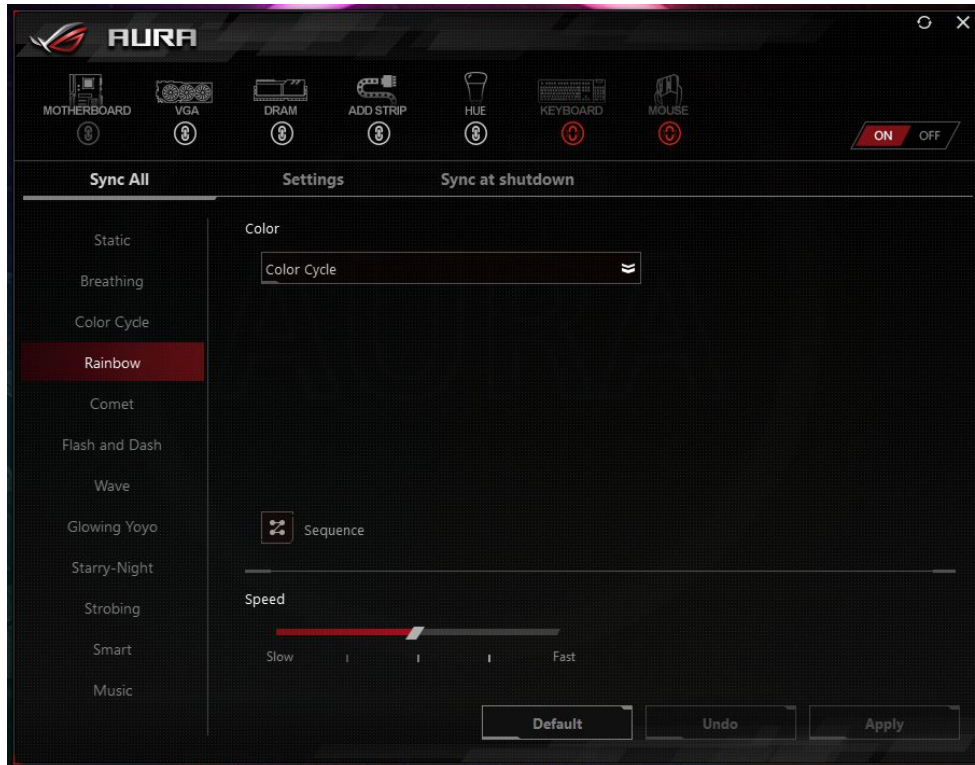 AURA
MOTHERBOARD VGA DRAM ADD STRIP HUE KEYBOARD MOUSE
ON OFF
Sync All Settings Sync at shutdown
Static
Breathing
Color Cycle
Rainbow
Comet
Flash and Dash
Wave
Glowing Yoyo
Starry-Night
Strobing
Smart
Music
Color
Color Cycle
Sequence
Speed
Slow Fast
Default Undo Apply